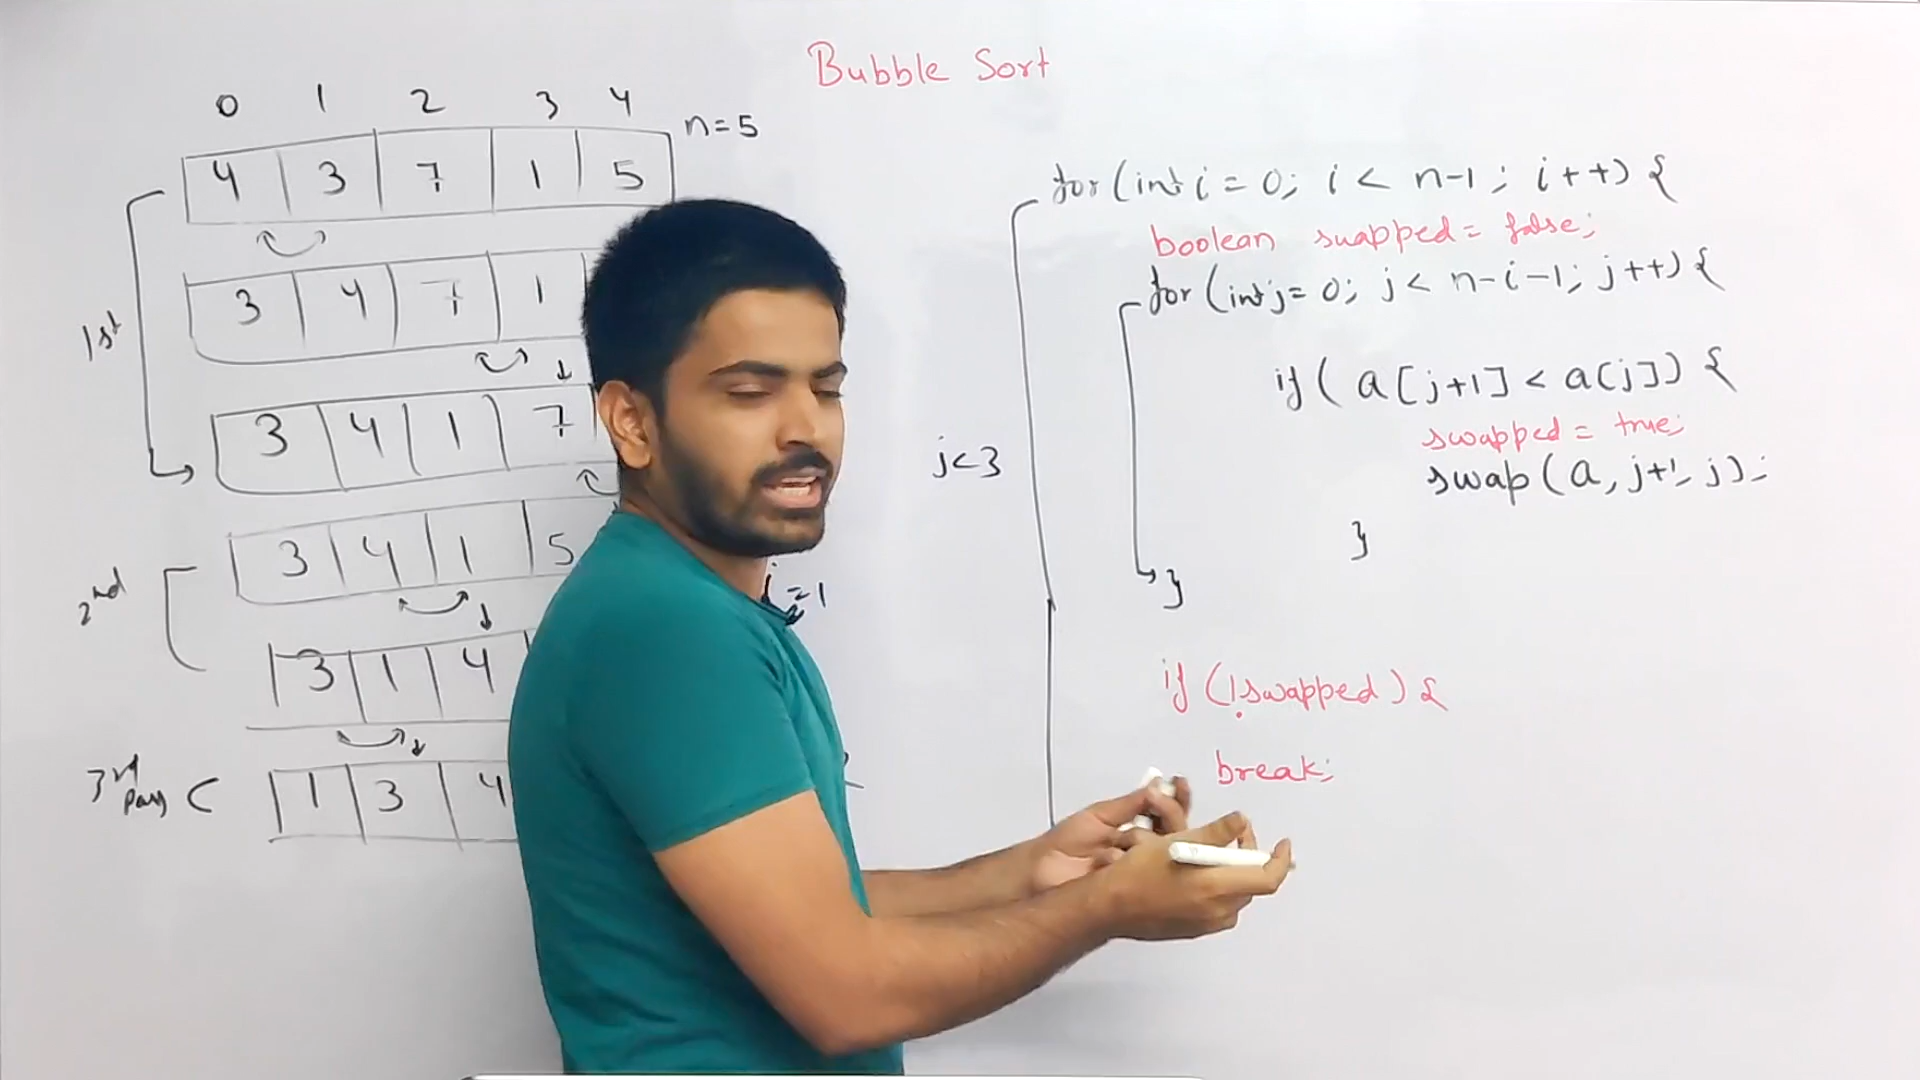 Bubble Sort
0 1 2 3 4
n=5
4 3 7 1 5
1st
3 4 7 1
3 4 1 7
2nd
3 4 1 5
3 1 4
3rd
1 3 4
j<3
i=1
for(int i = 0; i < n-1; i++) {
boolean swapped = false;
for (int j= 0; j < n-i-1; j++) {
if ( a[j+1] < a[j]) {
swapped = true;
swap(a, j+1, j);
}
}
if (!swapped) {
break;